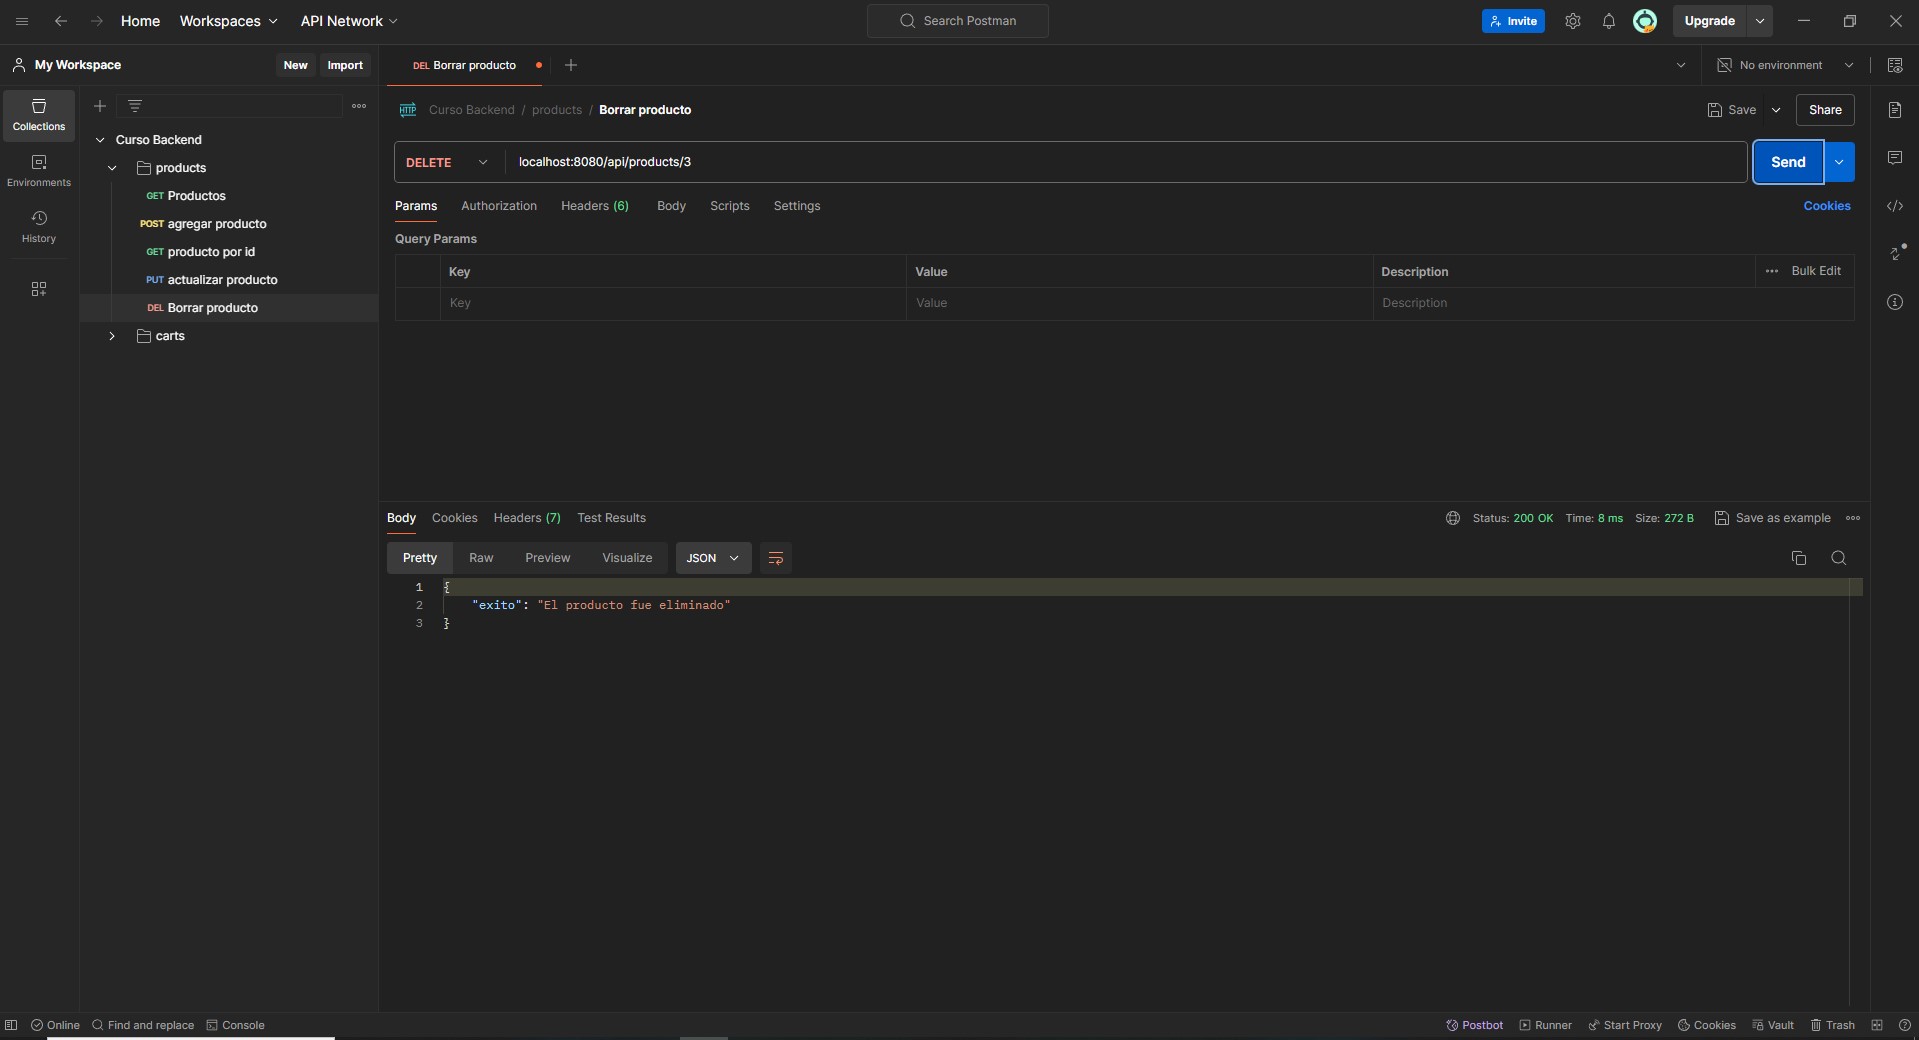 Home Workspaces API Network Search Postman Invite Upgrade
My Workspace New Import DEL Borrar producto No environment
Collections
Environments
History
Curso Backend
products
GET Productos
POST agregar producto
GET producto por id
PUT actualizar producto
DEL Borrar producto
carts
HTTP Curso Backend / products / Borrar producto Save Share
DELETE localhost:8080/api/products/3 Send
Params Authorization Headers (6) Body Scripts Settings Cookies
Query Params
Key Value Description Bulk Edit
Key Value Description
Body Cookies Headers (7) Test Results Status: 200 OK Time: 8 ms Size: 272 B Save as example
Pretty Raw Preview Visualize JSON
1 {
2 "exito": "El producto fue eliminado"
3 }
Online Find and replace Console Postbot Runner Start Proxy Cookies Vault Trash